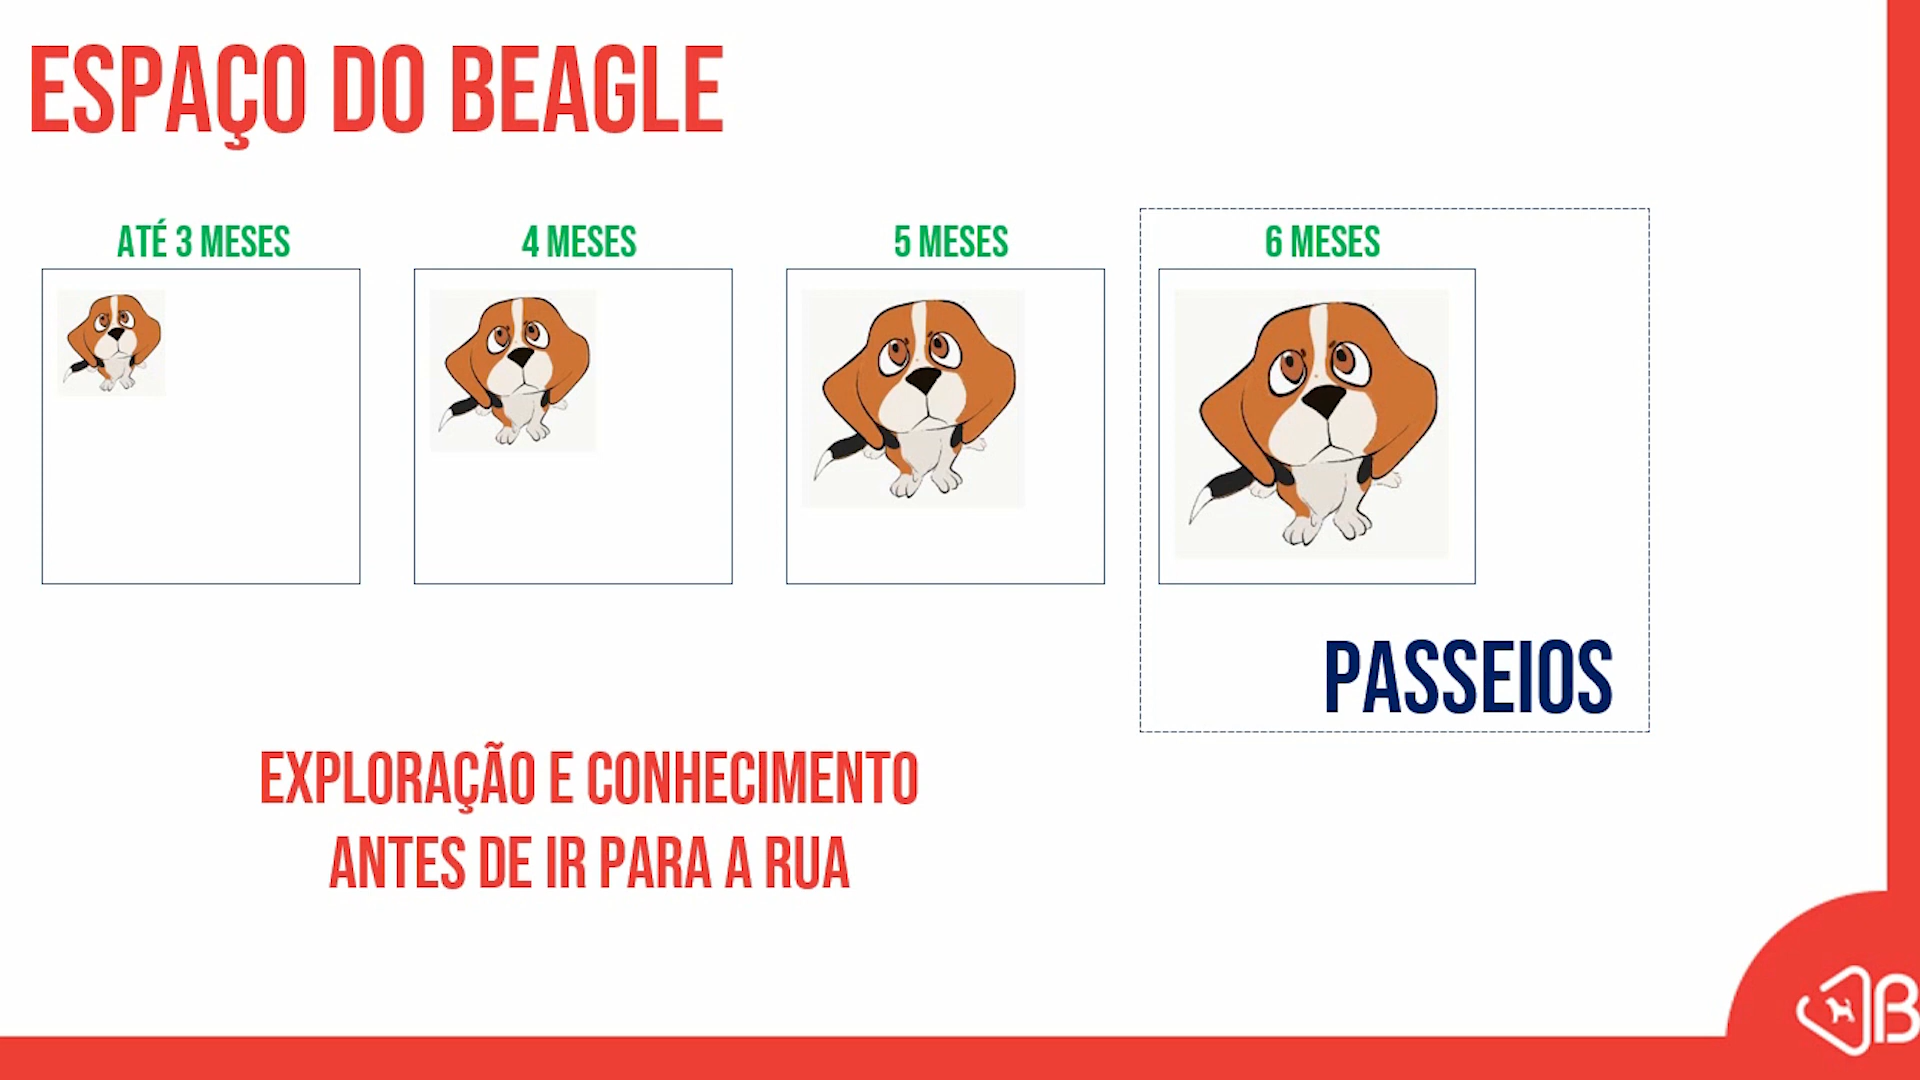 ESPAÇO DO BEAGLE
ATÉ 3 MESES
4 MESES
5 MESES
6 MESES
PASSEIOS
EXPLORAÇÃO E CONHECIMENTO
ANTES DE IR PARA A RUA
B